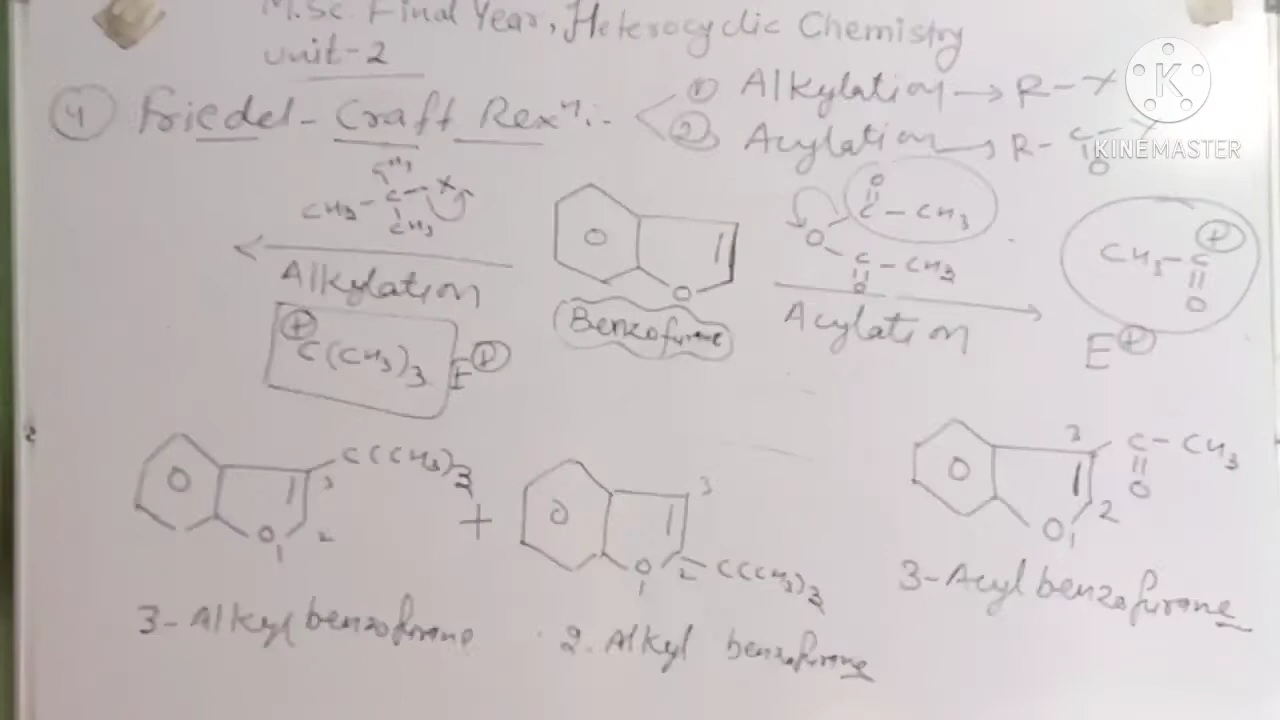 M.Sc. Final Year, Heterocyclic Chemistry
Unit-2
④ Friedel-Craft Rexⁿ:-
① Alkylation → R-X
② Acylation → R-C-X
O
K
KINEMASTER
CH₃
CH₃-C-X
CH₃
Alkylation
⊕C(CH₃)₃ E⊕
O
Benzofurane
O
C-CH₃
O
C-CH₃
O
Acylation
CH₃-C⊕
O
E⊕
C(CH₃)₃
3
2
O
1
3-Alkyl benzofurane
+
3
O
1
2
C(CH₃)₃
2. Alkyl benzofurane
3
C-CH₃
O
2
O
1
3-Acyl benzofurane